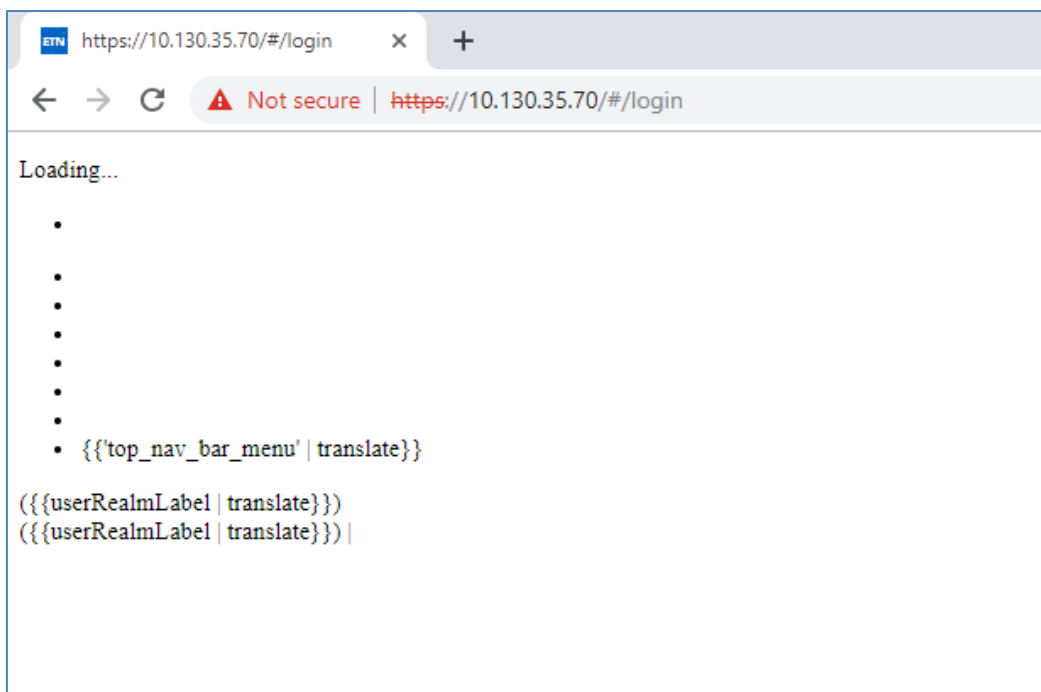 ETN https://10.130.35.70/#/login
Not secure | https://10.130.35.70/#/login
Loading...
{{'top_nav_bar_menu' | translate}}
({{userRealmLabel | translate}})
({{userRealmLabel | translate}}) |